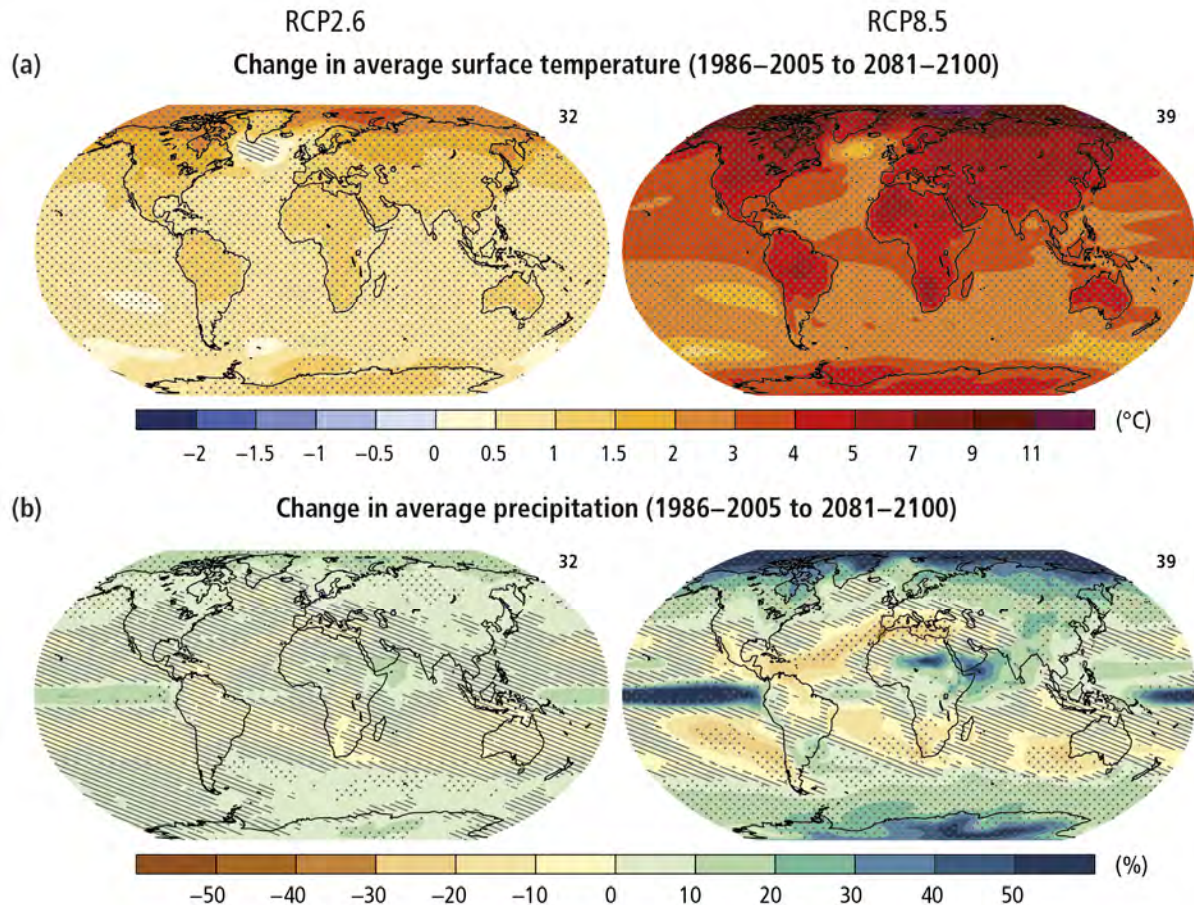 RCP2.6 RCP8.5
(a) Change in average surface temperature (1986–2005 to 2081–2100)
32 39
(°C)
−2 −1.5 −1 −0.5 0 0.5 1 1.5 2 3 4 5 7 9 11
(b) Change in average precipitation (1986–2005 to 2081–2100)
32 39
(%)
−50 −40 −30 −20 −10 0 10 20 30 40 50